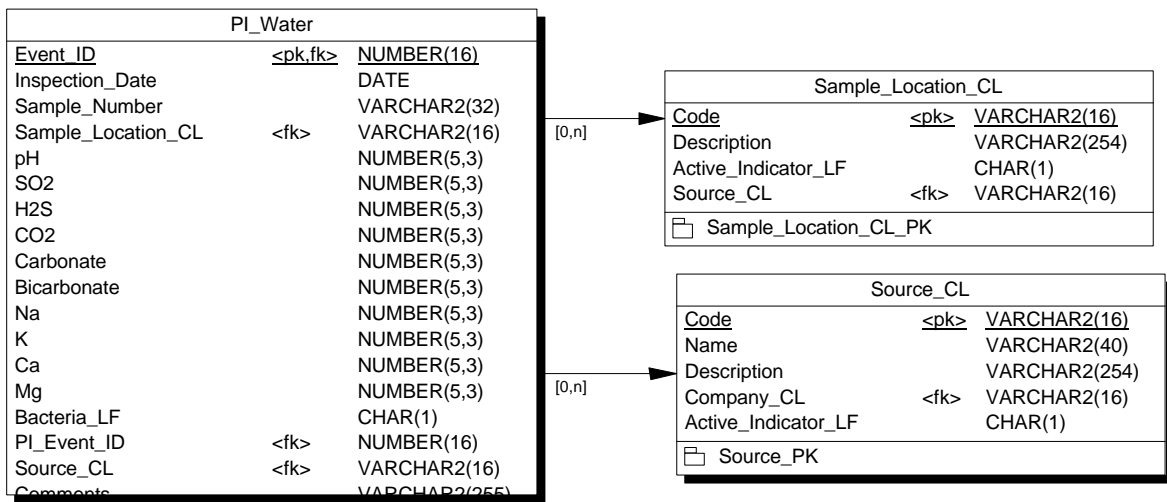 PI_Water
Event_ID <pk,fk> NUMBER(16)
Inspection_Date DATE
Sample_Number VARCHAR2(32)
Sample_Location_CL <fk> VARCHAR2(16)
pH NUMBER(5,3)
SO2 NUMBER(5,3)
H2S NUMBER(5,3)
CO2 NUMBER(5,3)
Carbonate NUMBER(5,3)
Bicarbonate NUMBER(5,3)
Na NUMBER(5,3)
K NUMBER(5,3)
Ca NUMBER(5,3)
Mg NUMBER(5,3)
Bacteria_LF CHAR(1)
PI_Event_ID <fk> NUMBER(16)
Source_CL <fk> VARCHAR2(16)
Comments VARCHAR2(255)
[0,n]
[0,n]
Sample_Location_CL
Code <pk> VARCHAR2(16)
Description VARCHAR2(254)
Active_Indicator_LF CHAR(1)
Source_CL <fk> VARCHAR2(16)
Sample_Location_CL_PK
Source_CL
Code <pk> VARCHAR2(16)
Name VARCHAR2(40)
Description VARCHAR2(254)
Company_CL <fk> VARCHAR2(16)
Active_Indicator_LF CHAR(1)
Source_PK